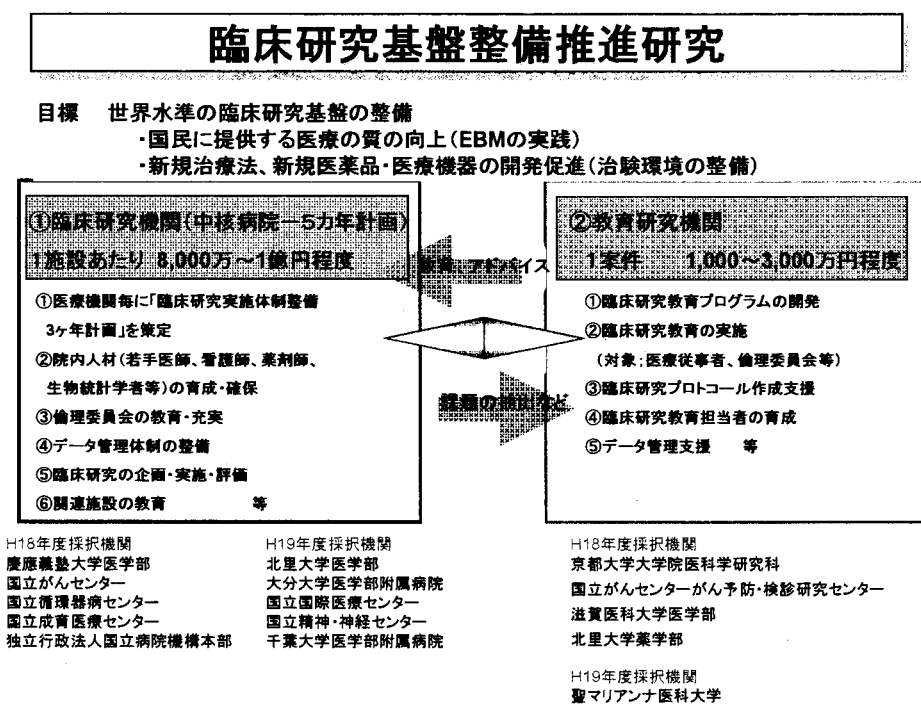 臨床研究基盤整備推進研究
目標 世界水準の臨床研究基盤の整備
・国民に提供する医療の質の向上(EBMの実践)
・新規治療法、新規医薬品・医療機器の開発促進(治験環境の整備)
①臨床研究機関(中核病院ー5カ年計画)
1施設あたり 8,000万～1億円程度
①医療機関毎に「臨床研究実施体制整備
3ヶ年計画」を策定
②院内人材(若手医師、看護師、薬剤師、
生物統計学者等)の育成・確保
③倫理委員会の教育・充実
④データ管理体制の整備
⑤臨床研究の企画・実施・評価
⑥関連施設の教育 等
教育、アドバイス
課題の検出など
②教育研究機関
1案件 1,000～3,000万円程度
①臨床研究教育プログラムの開発
②臨床研究教育の実施
(対象;医療従事者、倫理委員会等)
③臨床研究プロトコール作成支援
④臨床研究教育担当者の育成
⑤データ管理支援 等
H18年度採択機関
慶應義塾大学医学部
国立がんセンター
国立循環器病センター
国立成育医療センター
独立行政法人国立病院機構本部
H19年度採択機関
北里大学医学部
大分大学医学部附属病院
国立国際医療センター
国立精神・神経センター
千葉大学医学部附属病院
H18年度採択機関
京都大学大学院医科学研究科
国立がんセンターがん予防・検診研究センター
滋賀医科大学医学部
北里大学薬学部
H19年度採択機関
聖マリアンナ医科大学